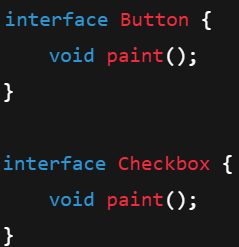 interface Button {
    void paint();
}

interface Checkbox {
    void paint();
}